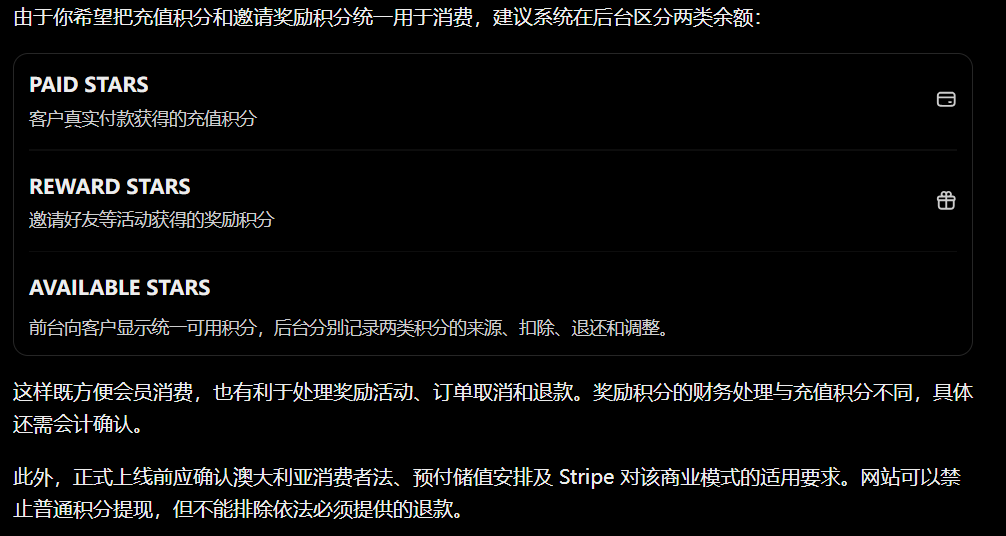 由于你希望把充值积分和邀请奖励积分统一用于消费，建议系统在后台区分两类余额：
PAID STARS
客户真实付款获得的充值积分
REWARD STARS
邀请好友等活动获得的奖励积分
AVAILABLE STARS
前台向客户显示统一可用积分，后台分别记录两类积分的来源、扣除、退还和调整。
这样既方便会员消费，也有利于处理奖励活动、订单取消和退款。奖励积分的财务处理与充值积分不同，具体
还需会计确认。
此外，正式上线前应确认澳大利亚消费者法、预付储值安排及 Stripe 对该商业模式的适用要求。网站可以禁
止普通积分提现，但不能排除依法必须提供的退款。